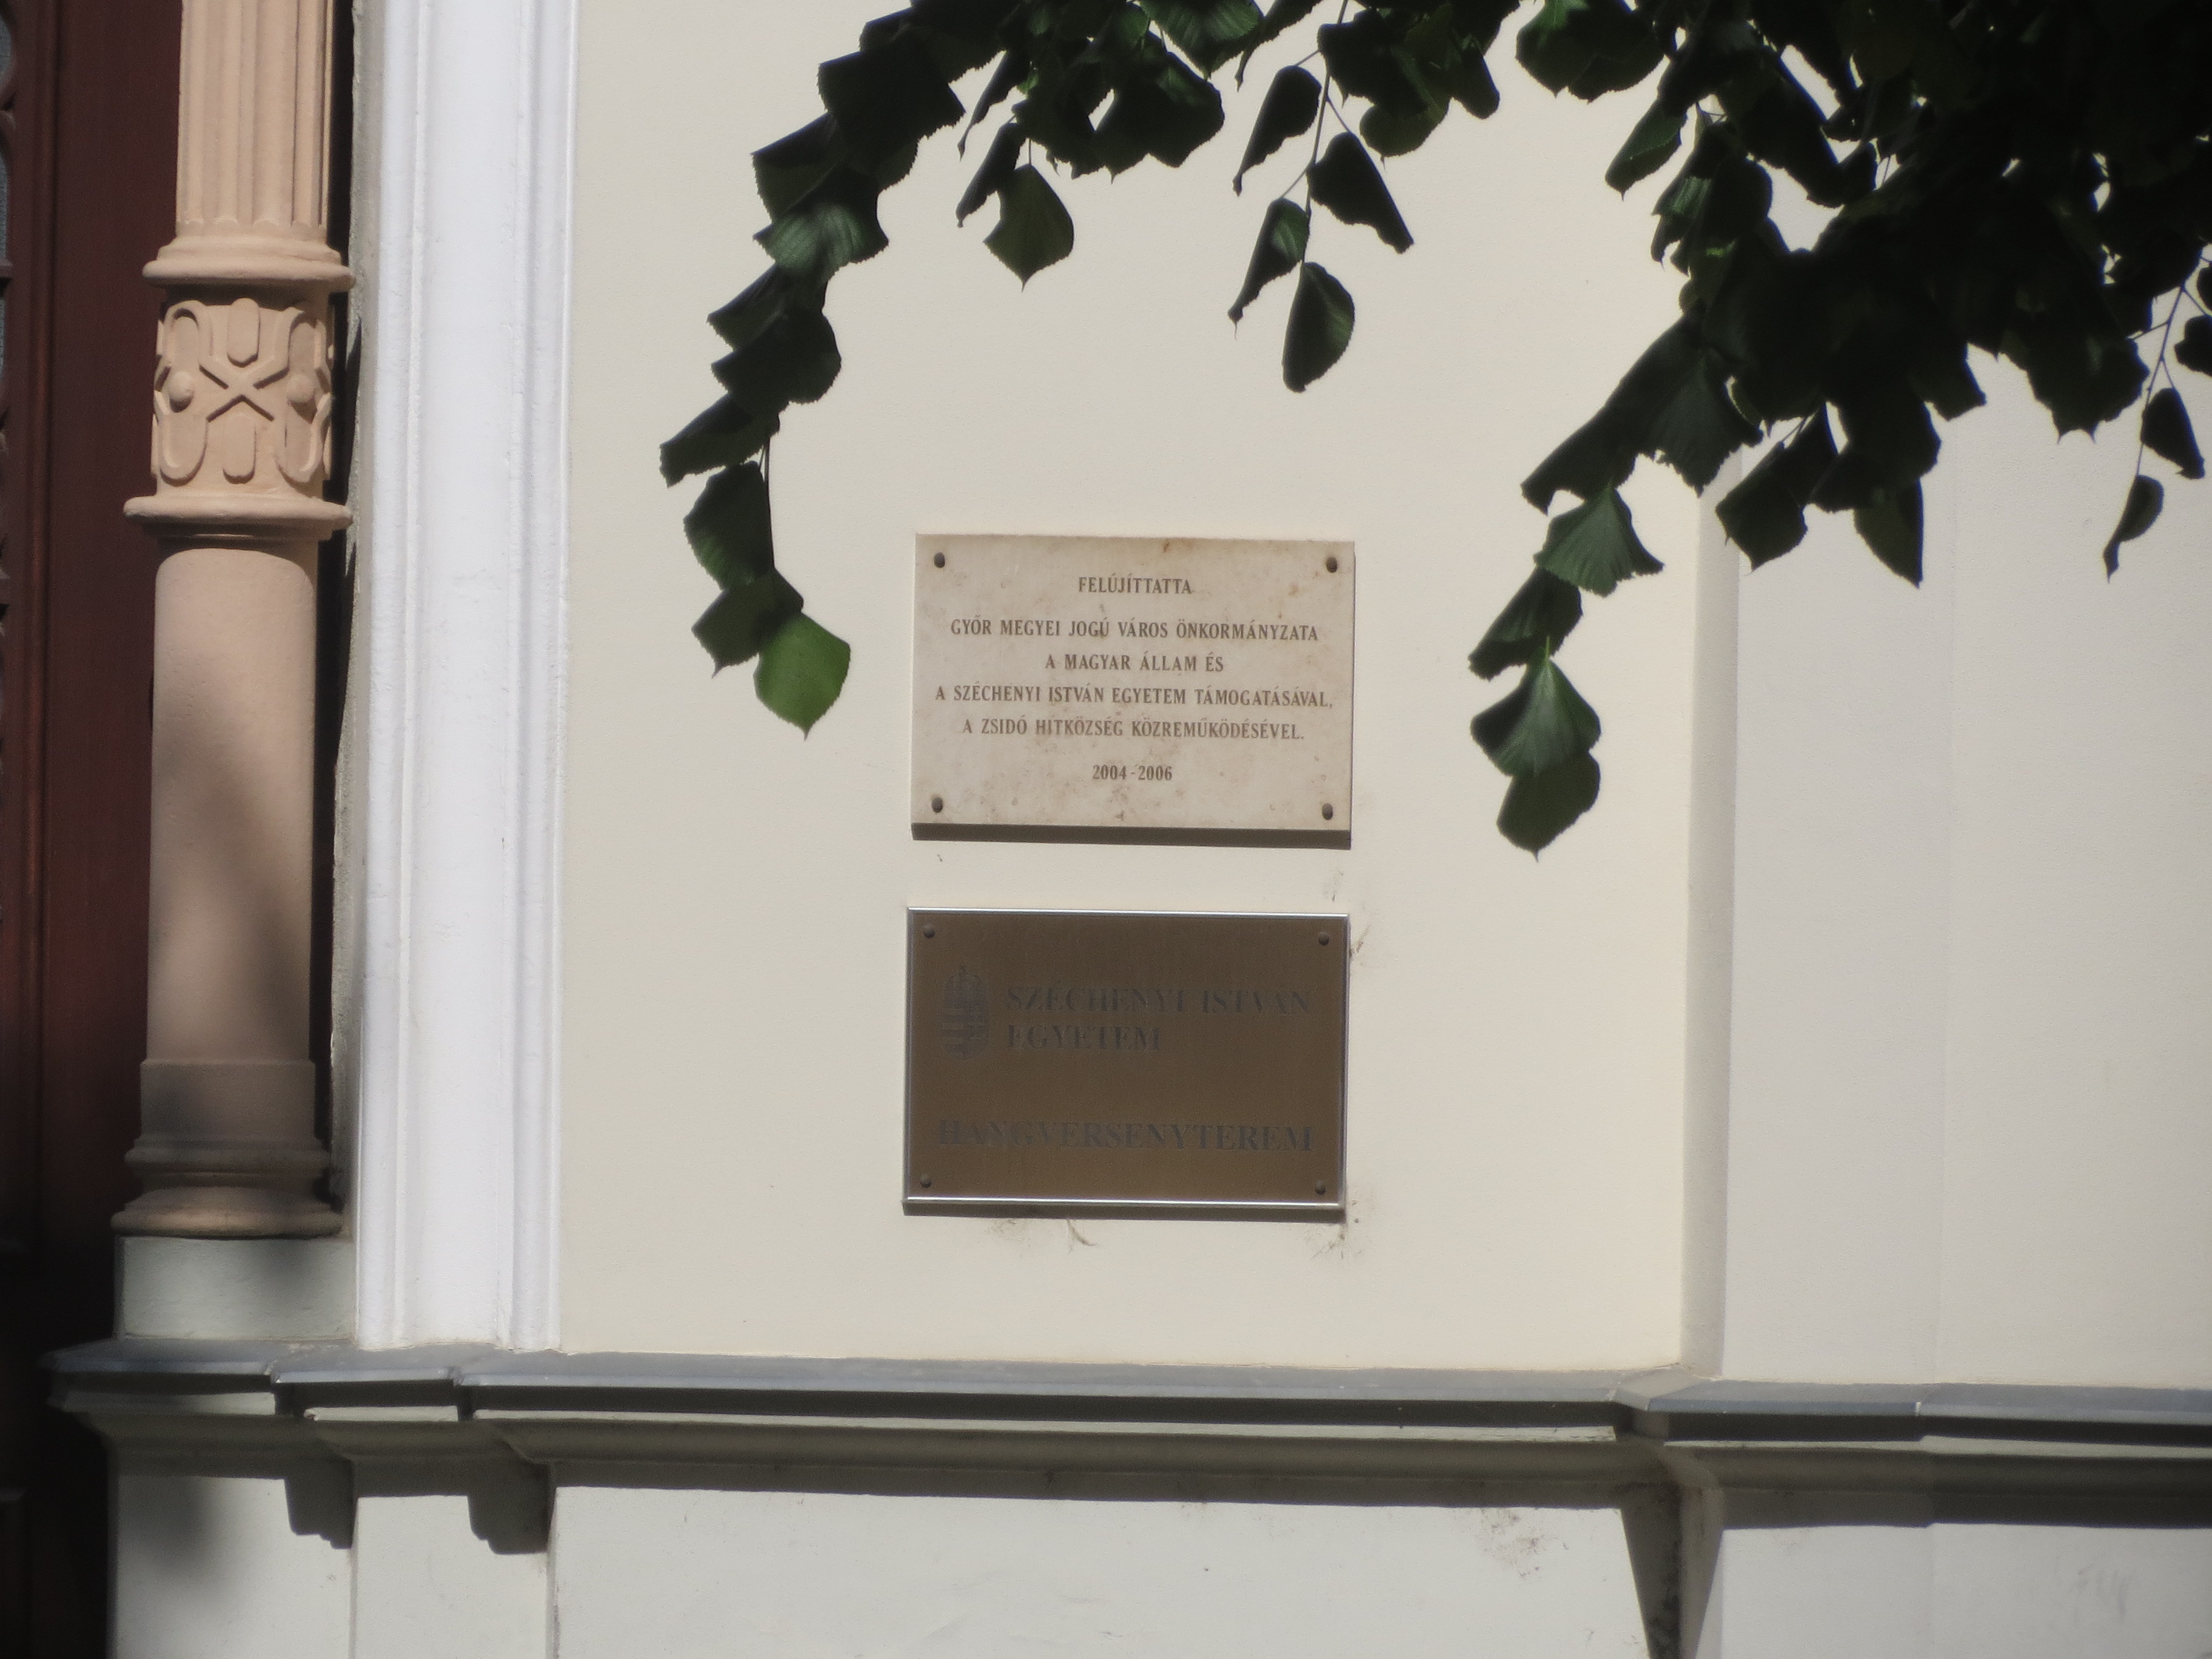 FELÚJÍTTATTA
GYŐR MEGYEI JOGÚ VÁROS ÖNKORMÁNYZATA
A MAGYAR ÁLLAM ÉS
A SZÉCHENYI ISTVÁN EGYETEM TÁMOGATÁSÁVAL,
A ZSIDÓ HITKÖZSÉG KÖZREMŰKÖDÉSÉVEL.
2004-2006
SZÉCHENYI ISTVÁN
EGYETEM
HANGVERSENYTEREM